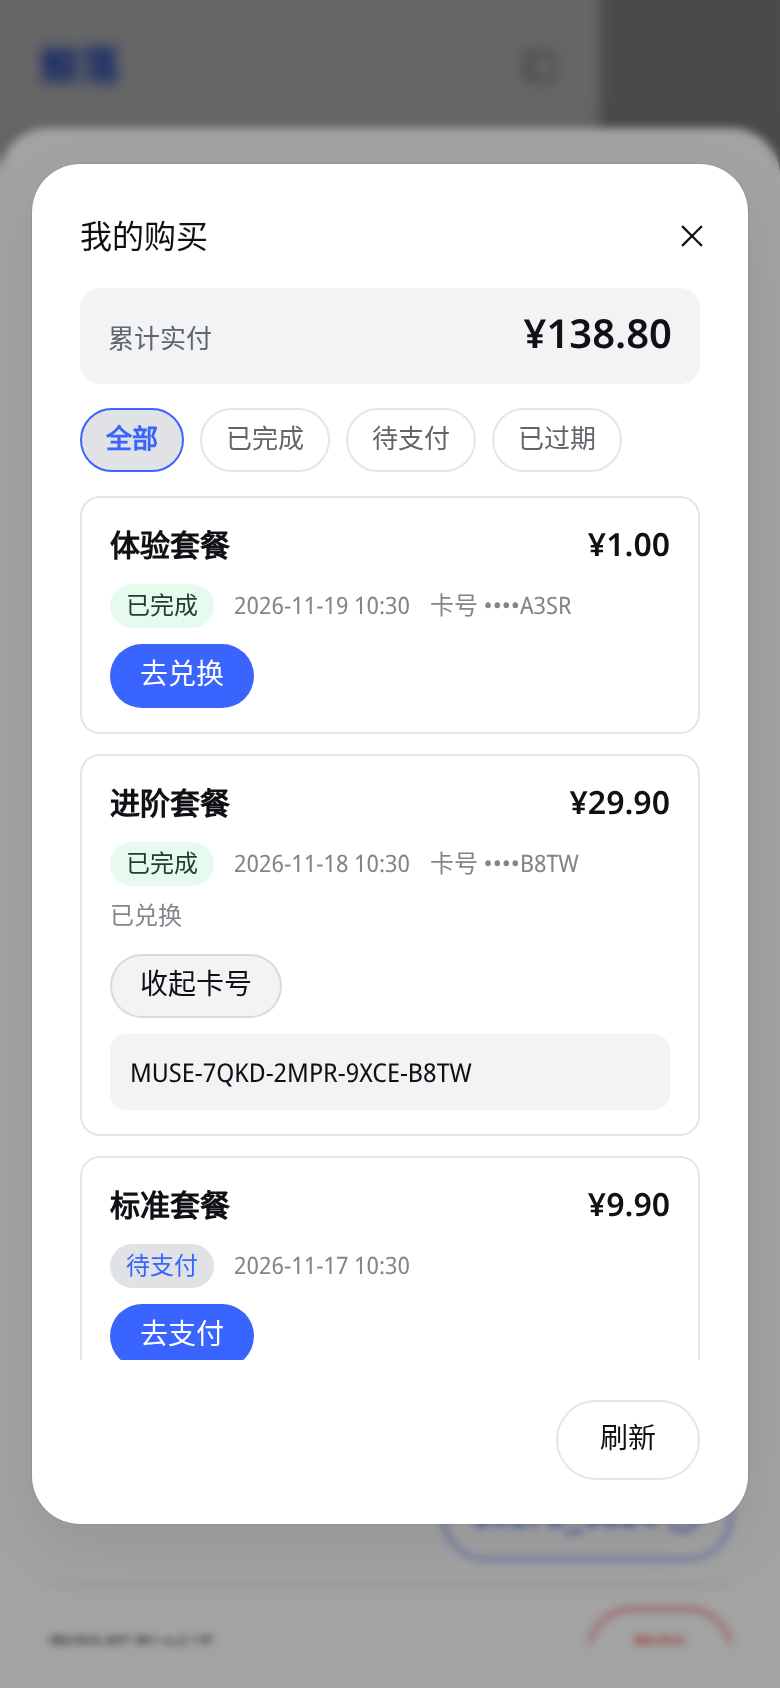 我的购买
累计实付 ¥138.80
全部 已完成 待支付 已过期
体验套餐 ¥1.00
已完成 2026-11-19 10:30 卡号 ••••A3SR
去兑换
进阶套餐 ¥29.90
已完成 2026-11-18 10:30 卡号 ••••B8TW
已兑换
收起卡号
MUSE-7QKD-2MPR-9XCE-B8TW
标准套餐 ¥9.90
待支付 2026-11-17 10:30
去支付
刷新